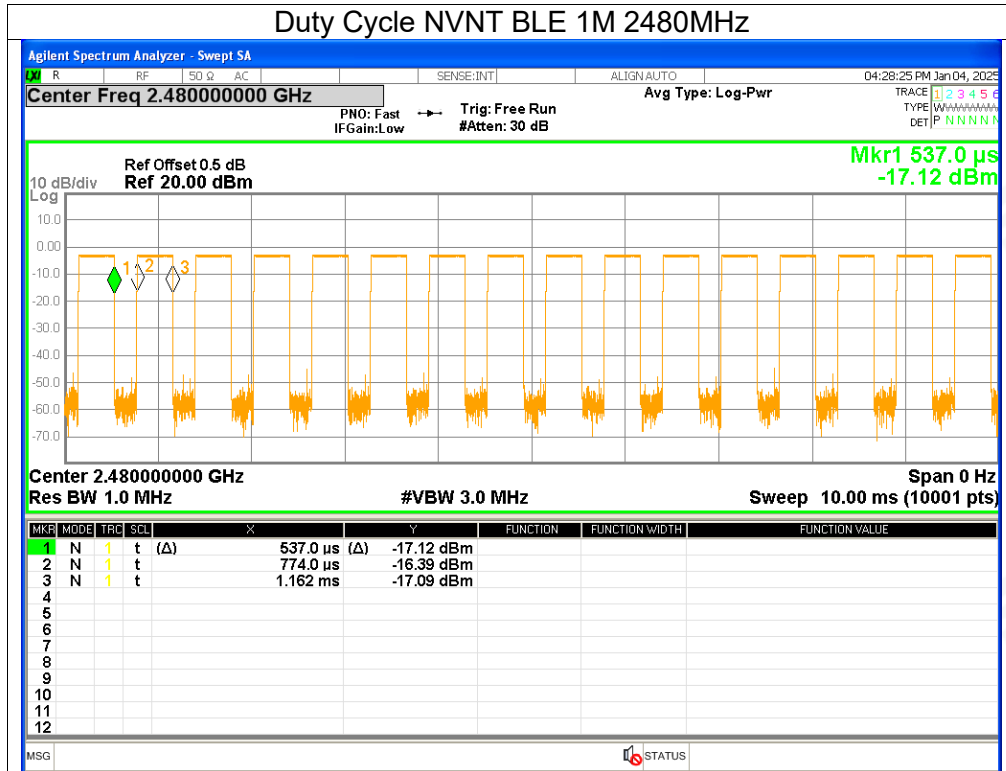 Duty Cycle NVNT BLE 1M 2480MHz
Agilent Spectrum Analyzer - Swept SA
LXI R RF 50 Ω AC SENSE:INT ALIGN AUTO 04:28:25 PM Jan 04, 2025
Center Freq 2.480000000 GHz Avg Type: Log-Pwr TRACE 1 2 3 4 5 6
PNO: Fast Trig: Free Run TYPE
IFGain:Low #Atten: 30 dB DET P N N N N N
Mkr1 537.0 µs
-17.12 dBm
Ref Offset 0.5 dB
10 dB/div Ref 20.00 dBm
Log
10.0
0.00
-10.0
-20.0
-30.0
-40.0
-50.0
-60.0
-70.0
1 2 3
Center 2.480000000 GHz Span 0 Hz
Res BW 1.0 MHz #VBW 3.0 MHz Sweep 10.00 ms (10001 pts)
MKR MODE TRC SCL X Y FUNCTION FUNCTION WIDTH FUNCTION VALUE
1 N 1 t (Δ) 537.0 µs (Δ) -17.12 dBm
2 N 1 t 774.0 µs -16.39 dBm
3 N 1 t 1.162 ms -17.09 dBm
4
5
6
7
8
9
10
11
12
MSG STATUS